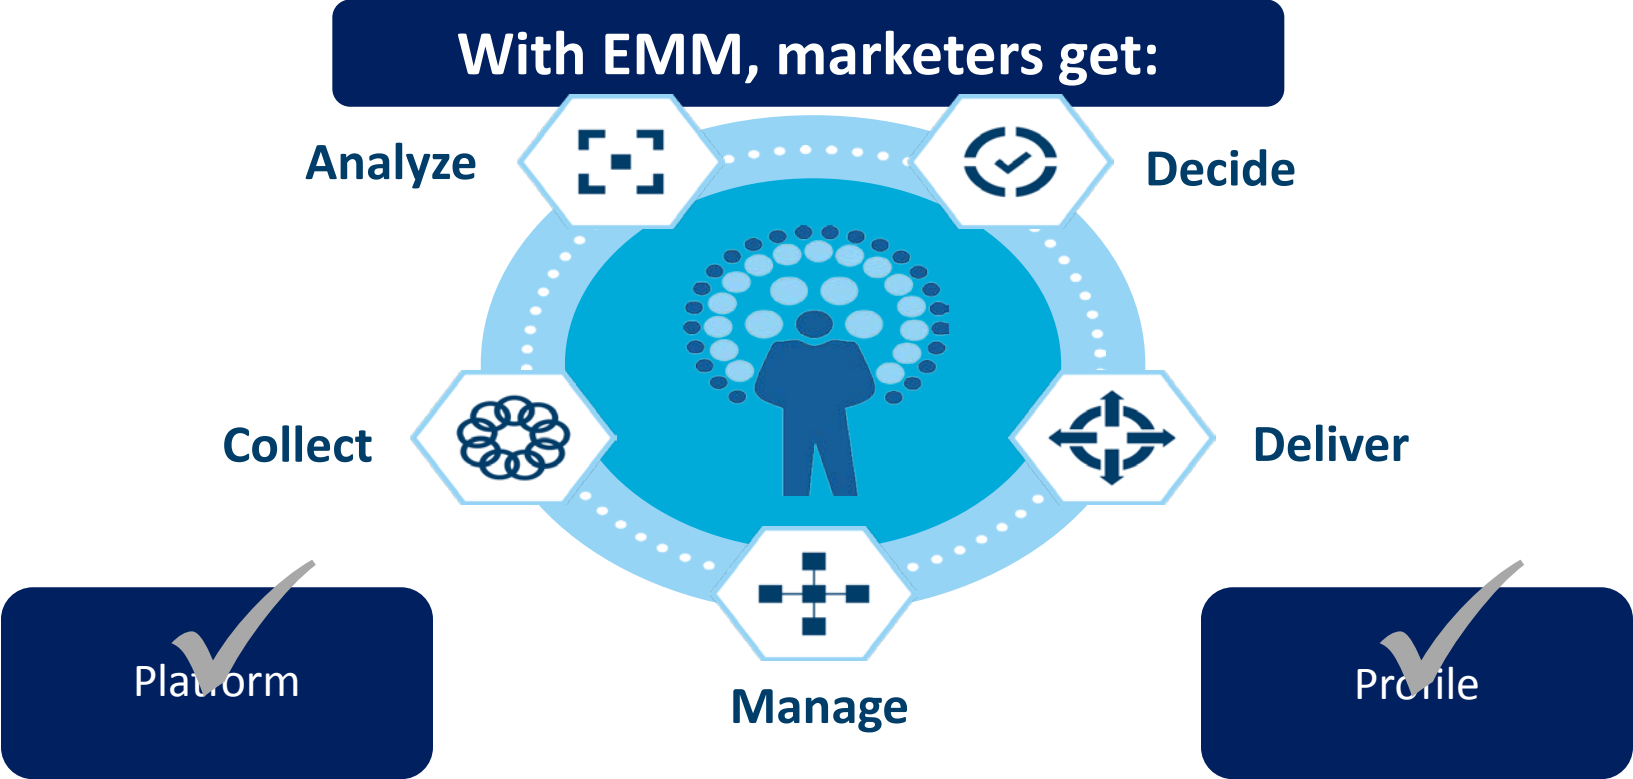 With EMM, marketers get:
Analyze
Decide
Collect
Deliver
Platform
Profile
Manage